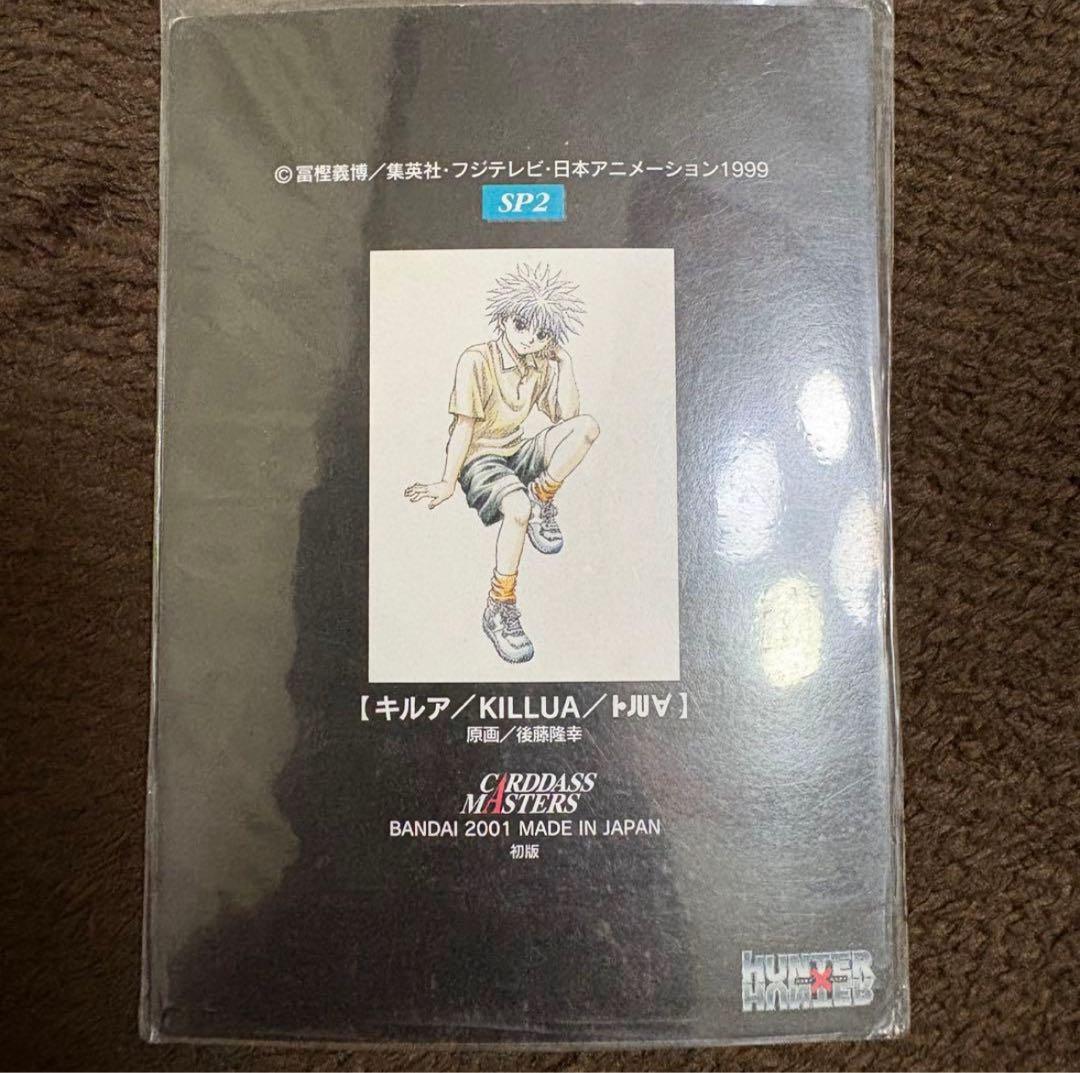 ©冨樫義博／集英社・フジテレビ・日本アニメーション1999
SP2
【キルア／KILLUA／ﾄルリ∀】
原画／後藤隆幸
CARDDASS
MASTERS
BANDAI 2001 MADE IN JAPAN
初版
HUNTER
×
HUNTER